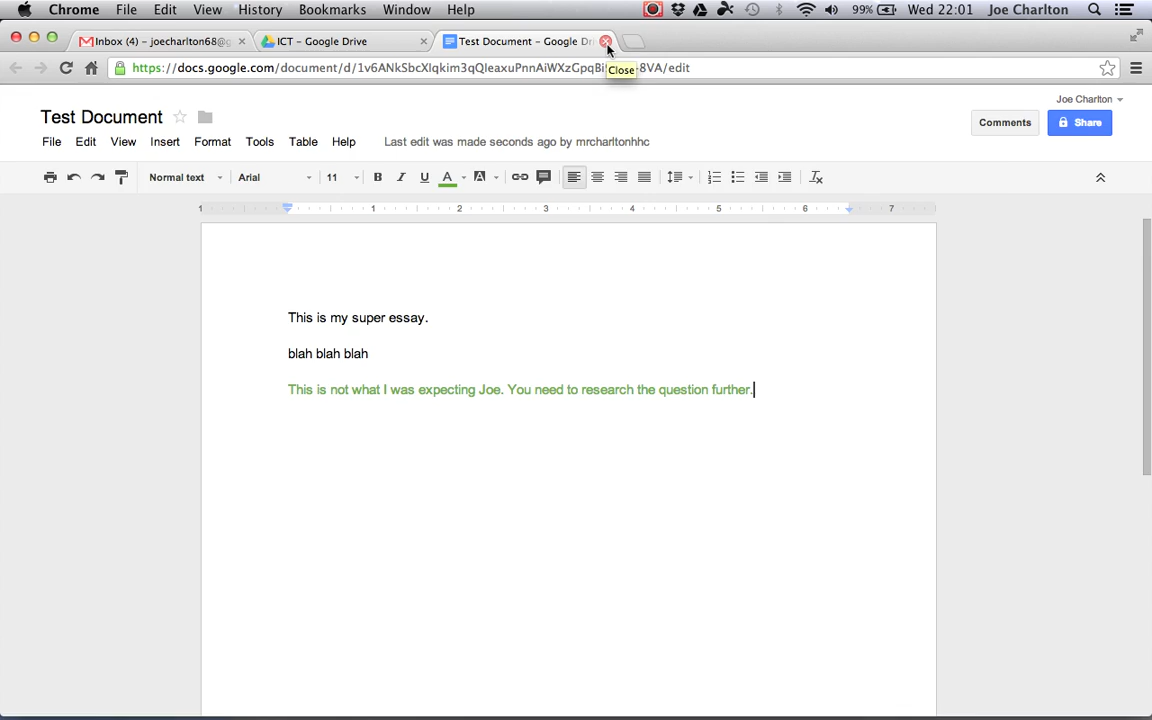 Chrome File Edit View History Bookmarks Window Help 99% Wed 22:01 Joe Charlton
Inbox (4) – joecharlton68@g ICT – Google Drive Test Document – Google Dri
https://docs.google.com/document/d/
8VA/edit
Close
Joe Charlton
Test Document
Comments Share
File Edit View Insert Format Tools Table Help Last edit was made seconds ago by mrcharltonhhc
Normal text Arial 11 B I U A A
1 1 2 3 4 5 6 7
This is my super essay.
blah blah blah
This is not what I was expecting Joe. You need to research the question further.